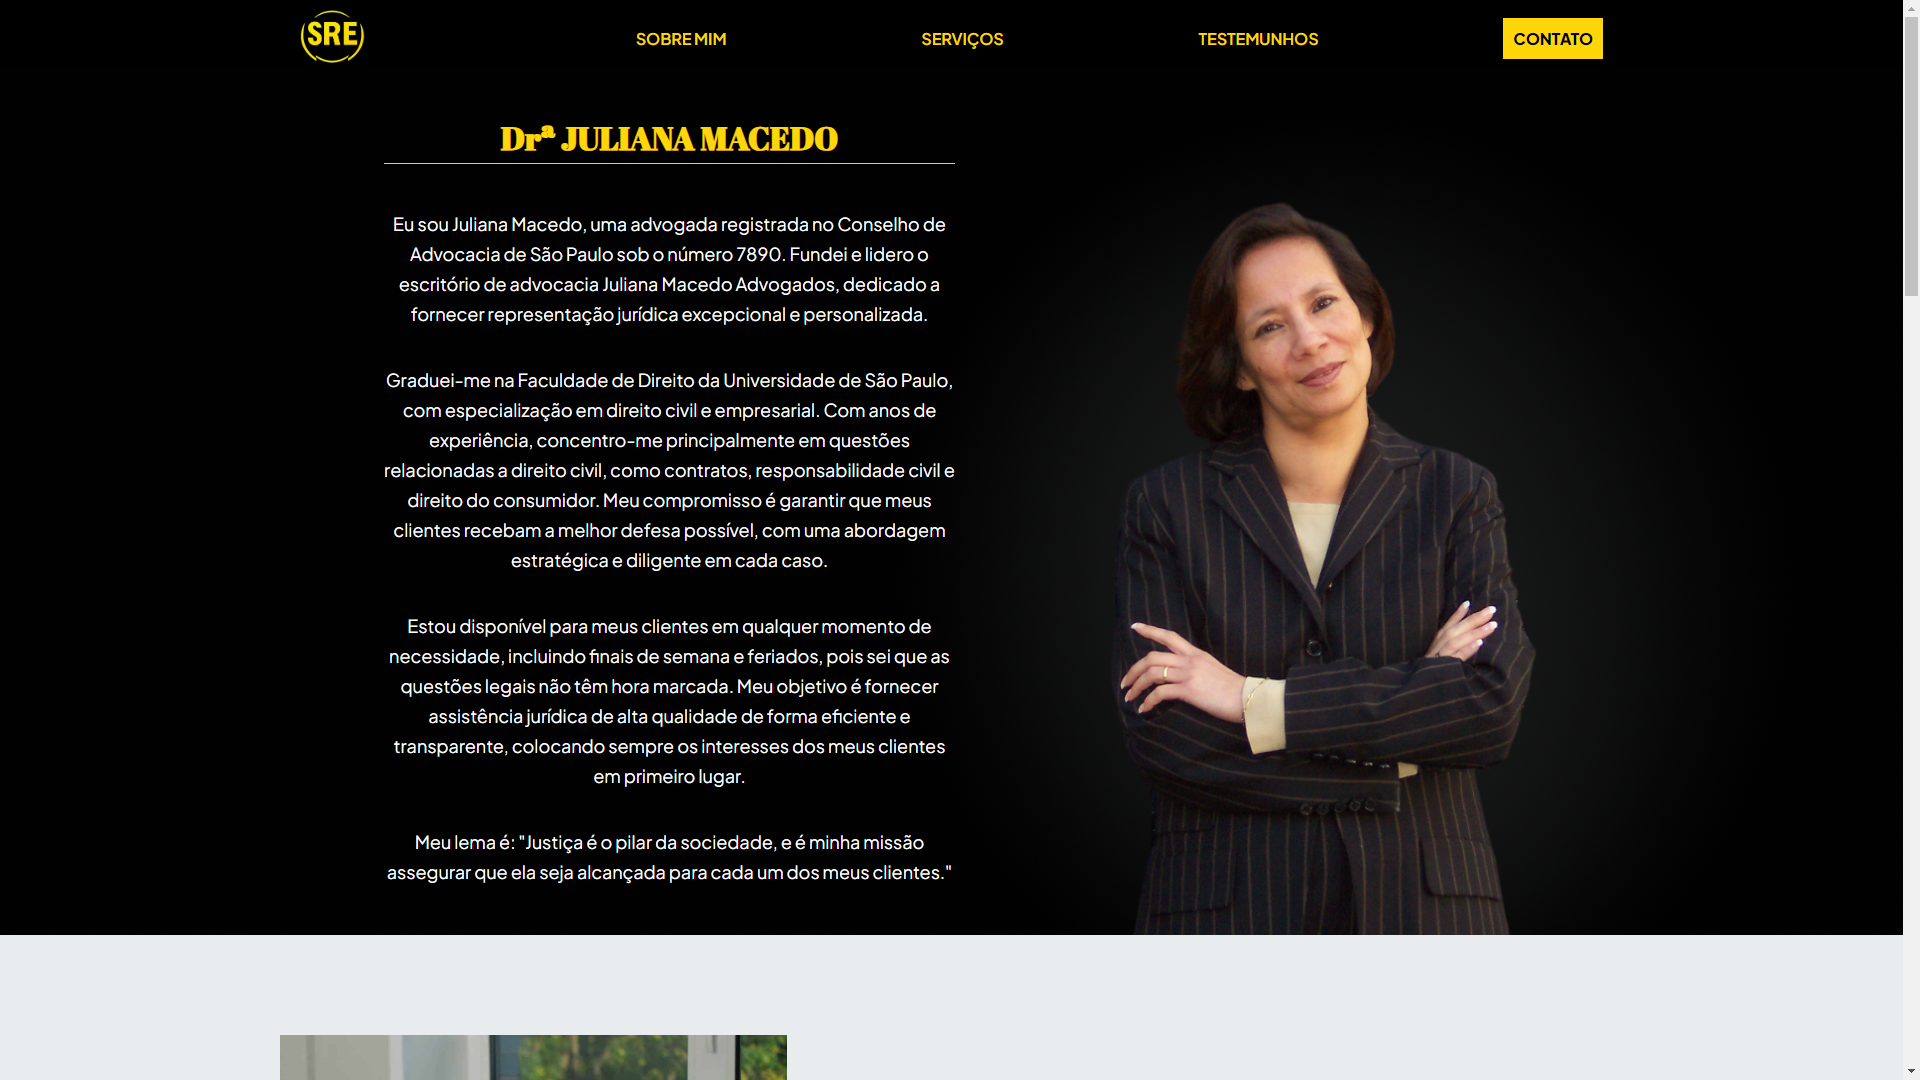 SRE
SOBRE MIM
SERVIÇOS
TESTEMUNHOS
CONTATO
Drª JULIANA MACEDO
Eu sou Juliana Macedo, uma advogada registrada no Conselho de
Advocacia de São Paulo sob o número 7890. Fundei e lidero o
escritório de advocacia Juliana Macedo Advogados, dedicado a
fornecer representação jurídica excepcional e personalizada.
Graduei-me na Faculdade de Direito da Universidade de São Paulo,
com especialização em direito civil e empresarial. Com anos de
experiência, concentro-me principalmente em questões
relacionadas a direito civil, como contratos, responsabilidade civil e
direito do consumidor. Meu compromisso é garantir que meus
clientes recebam a melhor defesa possível, com uma abordagem
estratégica e diligente em cada caso.
Estou disponível para meus clientes em qualquer momento de
necessidade, incluindo finais de semana e feriados, pois sei que as
questões legais não têm hora marcada. Meu objetivo é fornecer
assistência jurídica de alta qualidade de forma eficiente e
transparente, colocando sempre os interesses dos meus clientes
em primeiro lugar.
Meu lema é: "Justiça é o pilar da sociedade, e é minha missão
assegurar que ela seja alcançada para cada um dos meus clientes."